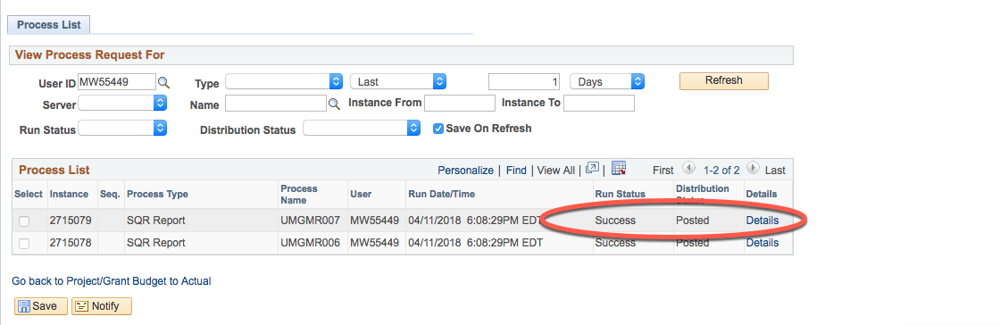 Process List
View Process Request For
User ID MW55449 Type Last 1 Days Refresh
Server Name Instance From Instance To
Run Status Distribution Status Save On Refresh
Process List Personalize | Find | View All | | First 1-2 of 2 Last
Select Instance Seq. Process Type Process Name User Run Date/Time Run Status Distribution Status Details
2715079 SQR Report UMGMR007 MW55449 04/11/2018 6:08:29PM EDT Success Posted Details
2715078 SQR Report UMGMR006 MW55449 04/11/2018 6:08:29PM EDT Success Posted Details
Go back to Project/Grant Budget to Actual
Save Notify